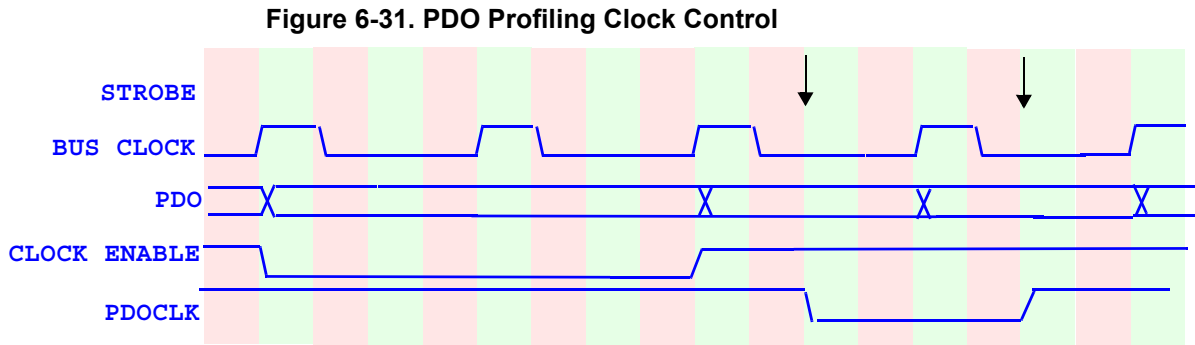 Figure 6-31. PDO Profiling Clock Control
STROBE
BUS CLOCK
PDO
CLOCK ENABLE
PDOCLK